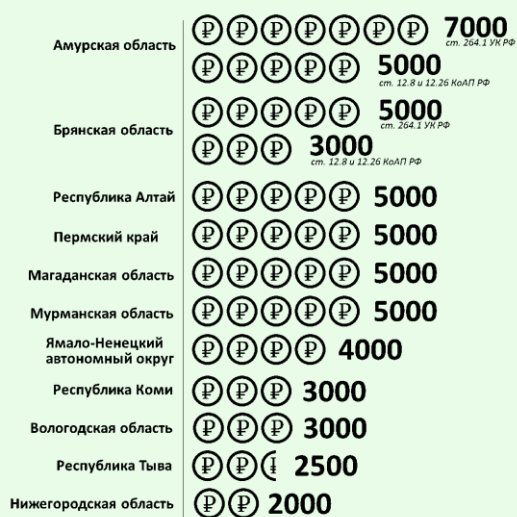 Амурская область
₽ ₽ ₽ ₽ ₽ ₽ ₽ 7000
ст. 264.1 УК РФ
₽ ₽ ₽ ₽ ₽ 5000
ст. 12.8 и 12.26 КоАП РФ
Брянская область
₽ ₽ ₽ ₽ ₽ 5000
ст. 264.1 УК РФ
₽ ₽ ₽ 3000
ст. 12.8 и 12.26 КоАП РФ
Республика Алтай ₽ ₽ ₽ ₽ ₽ 5000
Пермский край ₽ ₽ ₽ ₽ ₽ 5000
Магаданская область ₽ ₽ ₽ ₽ ₽ 5000
Мурманская область ₽ ₽ ₽ ₽ ₽ 5000
Ямало-Ненецкий
автономный округ ₽ ₽ ₽ ₽ 4000
Республика Коми ₽ ₽ ₽ 3000
Вологодская область ₽ ₽ ₽ 3000
Республика Тыва ₽ ₽ ₽ 2500
Нижегородская область ₽ ₽ 2000